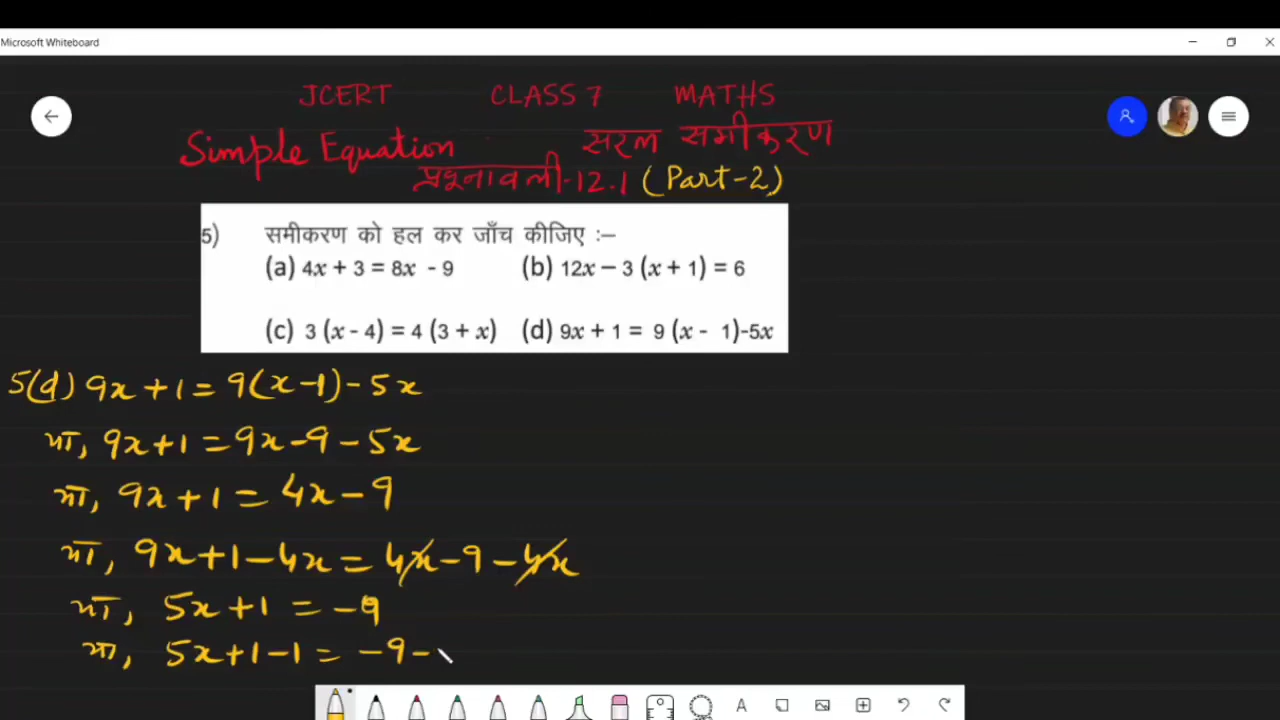 Microsoft Whiteboard
JCERT CLASS 7 MATHS
Simple Equation सरल समीकरण
प्रश्नावली-12.1 (Part-2)
5) समीकरण को हल कर जाँच कीजिए :–
(a) 4x + 3 = 8x - 9 (b) 12x – 3 (x + 1) = 6
(c) 3 (x - 4) = 4 (3 + x) (d) 9x + 1 = 9 (x - 1)-5x
5(d) 9x + 1 = 9(x-1) - 5x
या, 9x+1 = 9x-9 - 5x
या, 9x + 1 = 4x - 9
या, 9x+1-4x = 4x - 9 - 4x
या, 5x+1 = -9
या, 5x+1-1 = -9-
A